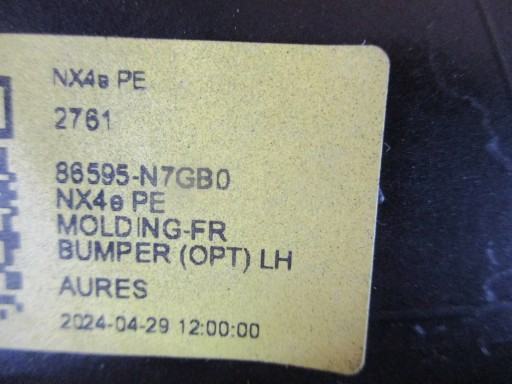 NX4e PE
2761
86595-N7GB0
NX4e PE
MOLDING-FR
BUMPER (OPT) LH
AURES
2024-04-29 12:00:00